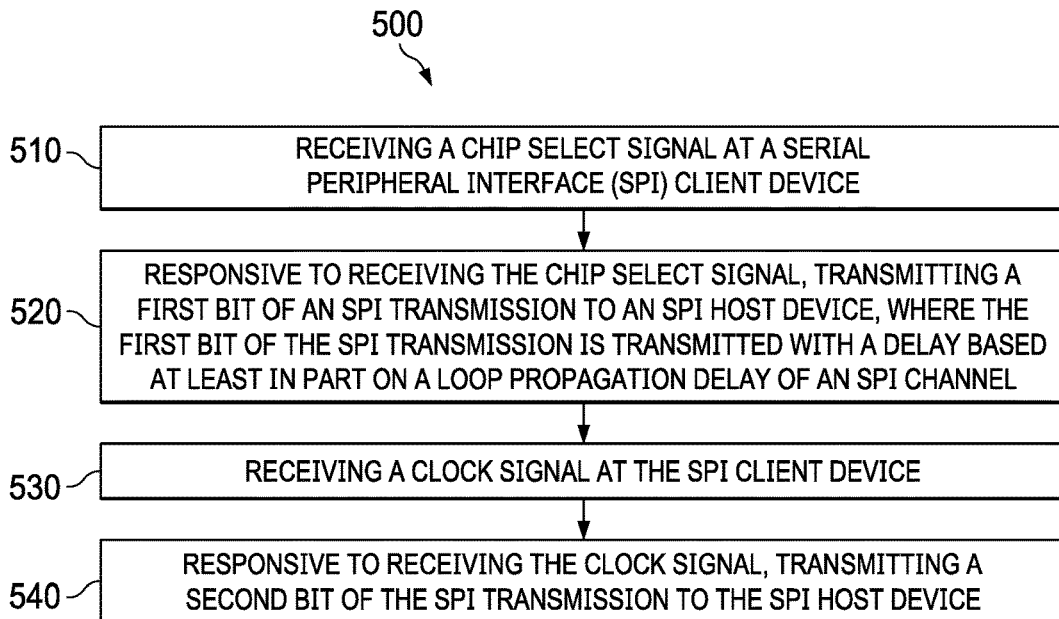 500
510
RECEIVING A CHIP SELECT SIGNAL AT A SERIAL
PERIPHERAL INTERFACE (SPI) CLIENT DEVICE
520
RESPONSIVE TO RECEIVING THE CHIP SELECT SIGNAL, TRANSMITTING A
FIRST BIT OF AN SPI TRANSMISSION TO AN SPI HOST DEVICE, WHERE THE
FIRST BIT OF THE SPI TRANSMISSION IS TRANSMITTED WITH A DELAY BASED
AT LEAST IN PART ON A LOOP PROPAGATION DELAY OF AN SPI CHANNEL
530
RECEIVING A CLOCK SIGNAL AT THE SPI CLIENT DEVICE
540
RESPONSIVE TO RECEIVING THE CLOCK SIGNAL, TRANSMITTING A
SECOND BIT OF THE SPI TRANSMISSION TO THE SPI HOST DEVICE